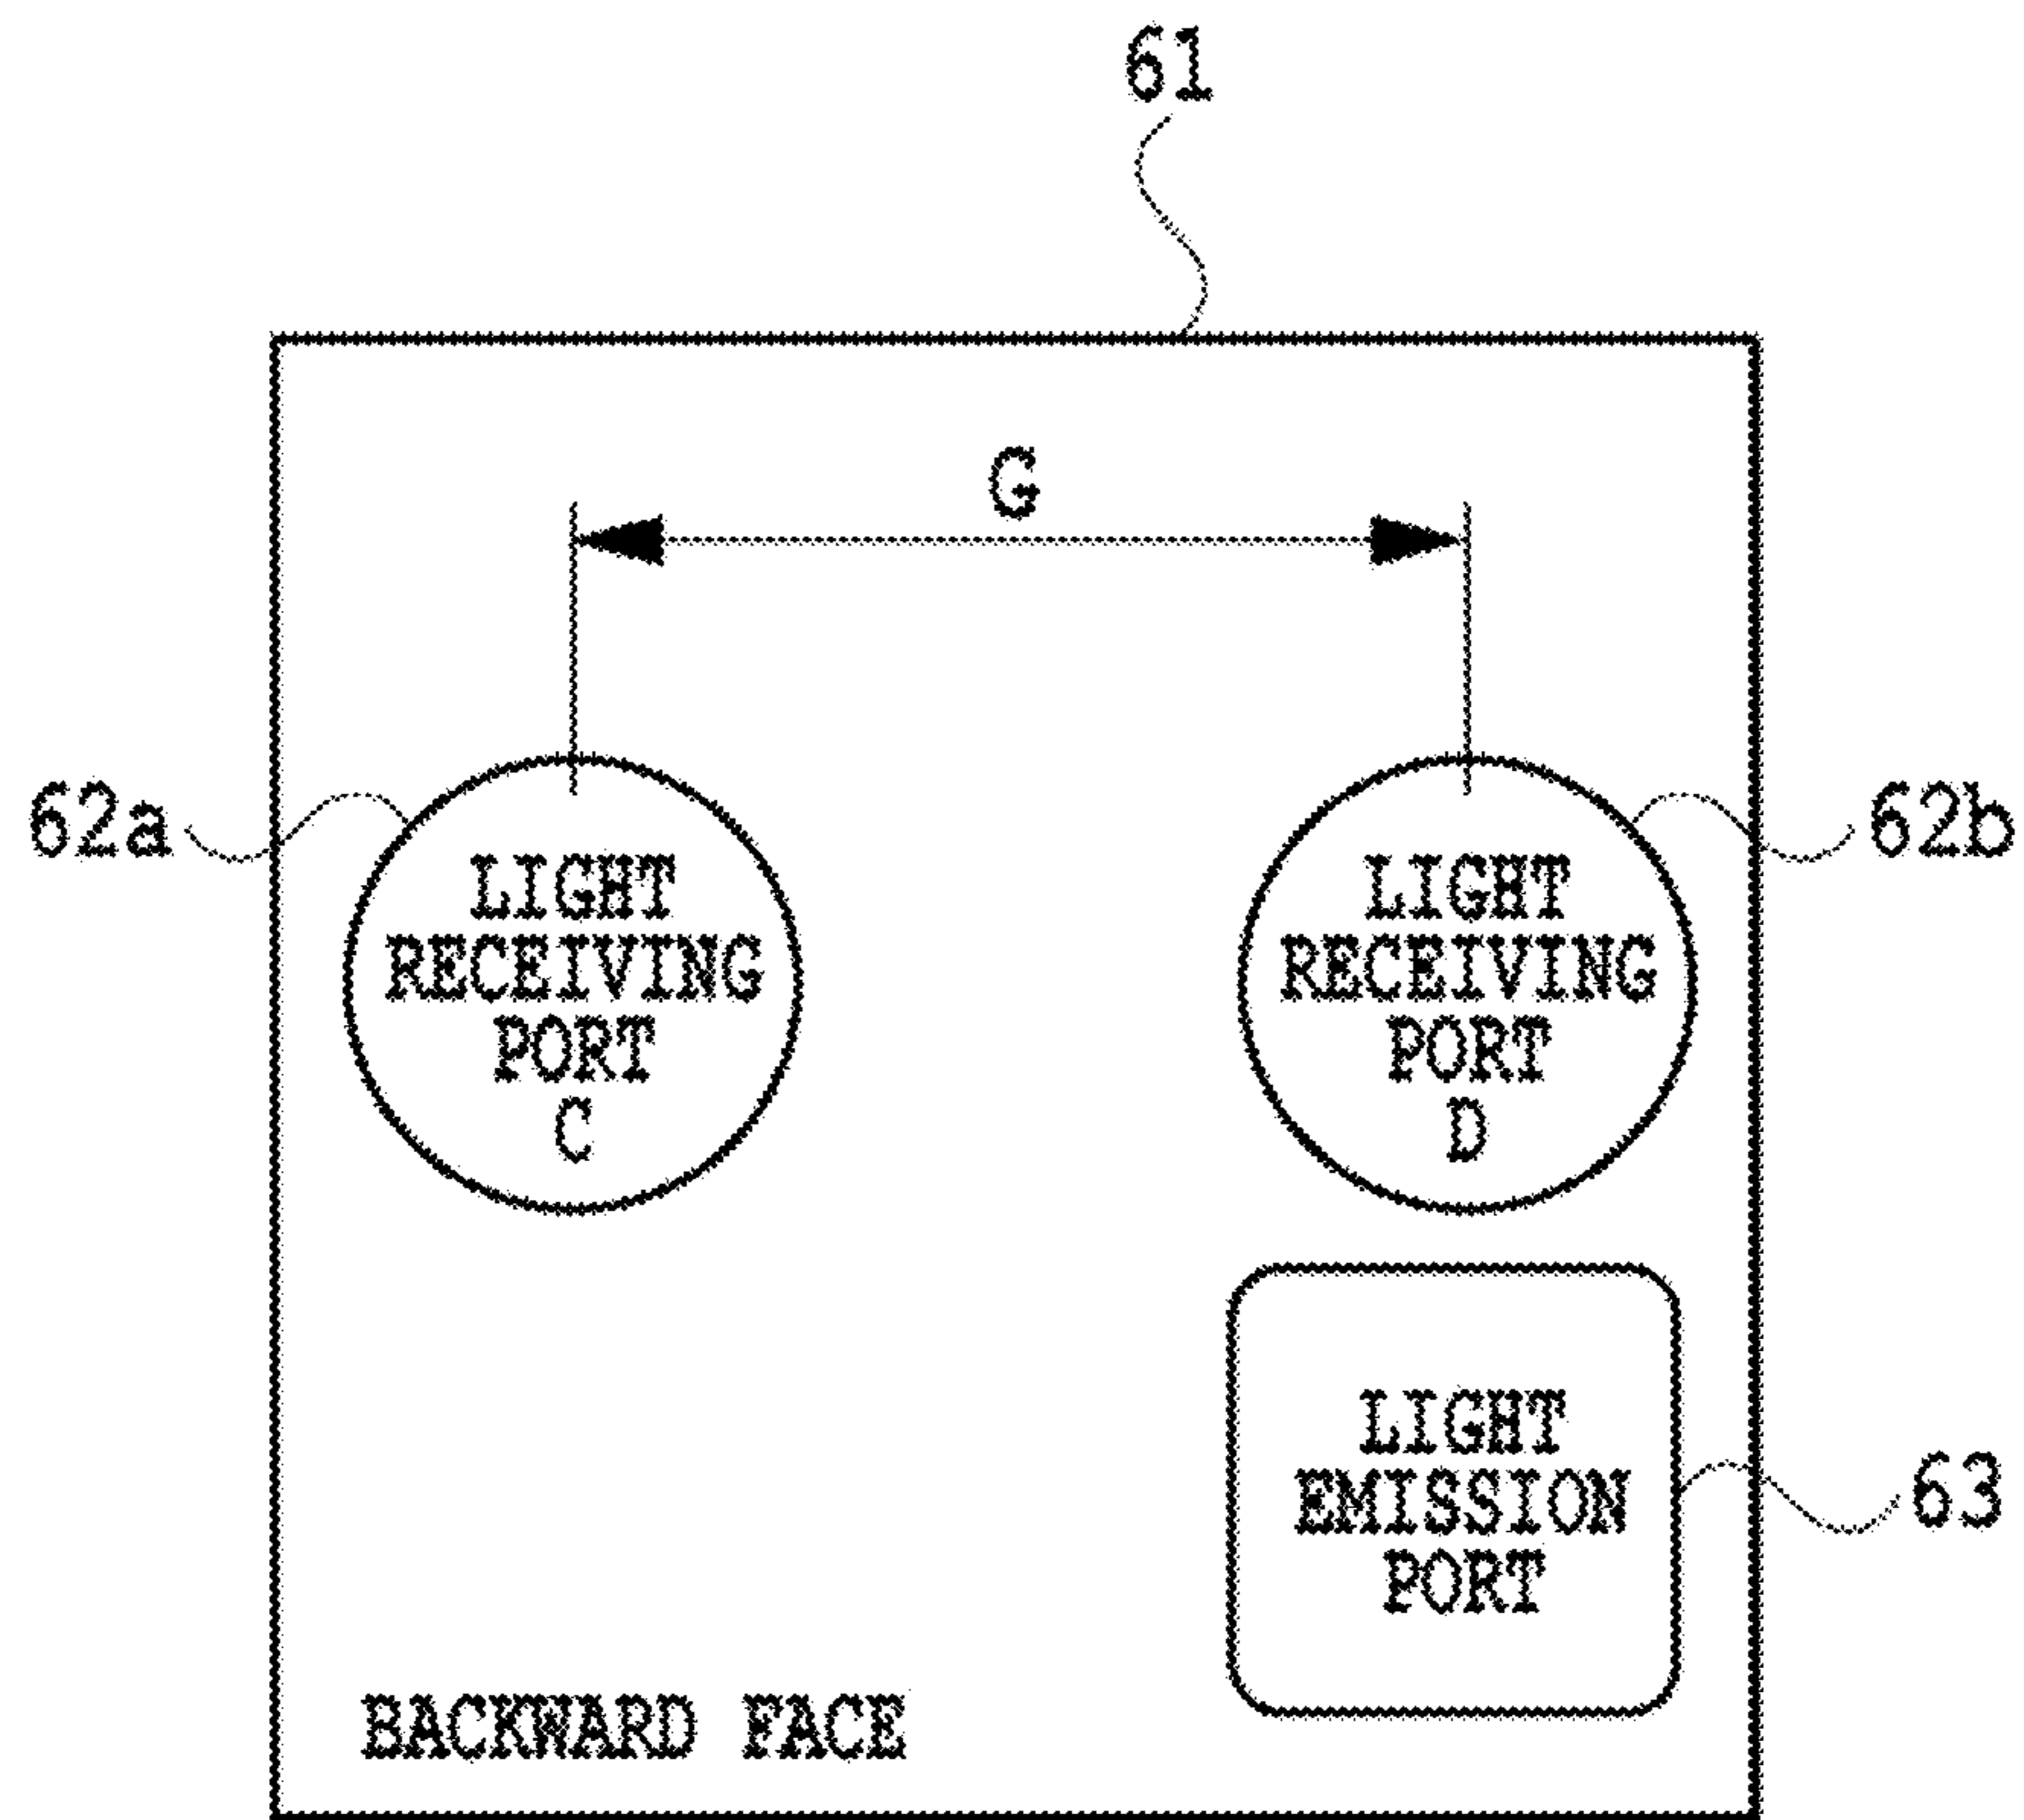 61
G
62a
62b
LIGHT
RECEIVING
PORT
C
LIGHT
RECEIVING
PORT
D
LIGHT
EMISSION
PORT
63
BACKWARD FACE